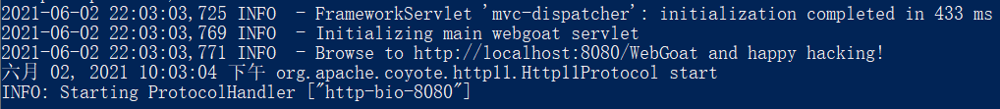 2021-06-02 22:03:03,725 INFO  - FrameworkServlet 'mvc-dispatcher': initialization completed in 433 ms
2021-06-02 22:03:03,769 INFO  - Initializing main webgoat servlet
2021-06-02 22:03:03,771 INFO  - Browse to http://localhost:8080/WebGoat and happy hacking!
六月 02, 2021 10:03:04 下午 org.apache.coyote.http11.Http11Protocol start
INFO: Starting ProtocolHandler ["http-bio-8080"]